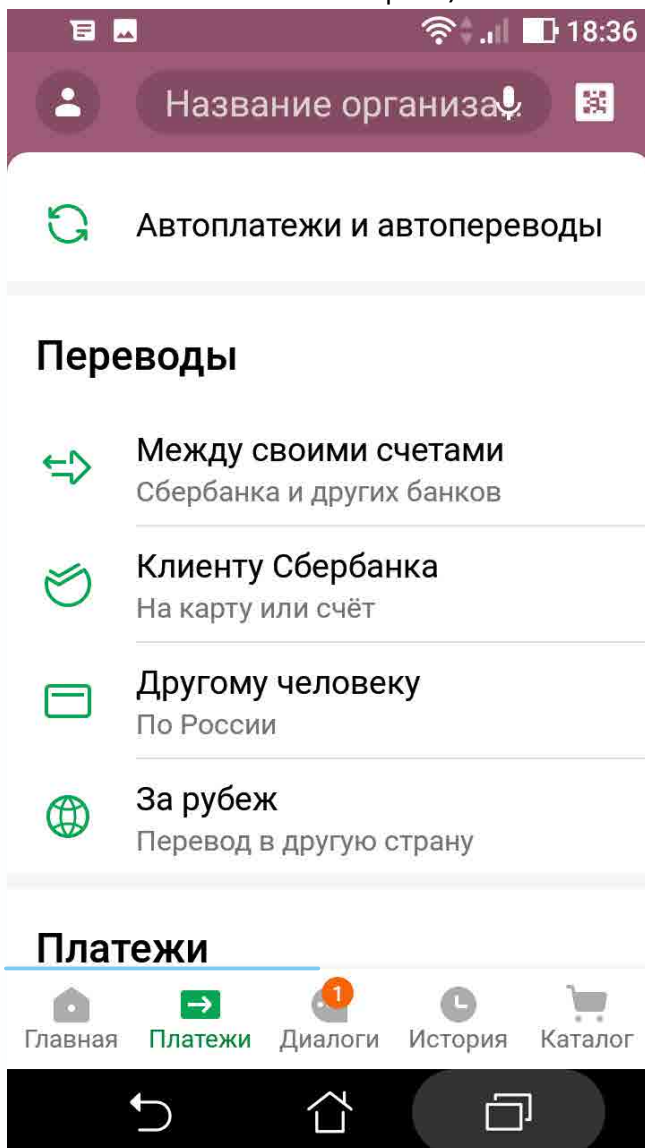 18:36
Название организа...
Автоплатежи и автопереводы
Переводы
Между своими счетами
Сбербанка и других банков
Клиенту Сбербанка
На карту или счёт
Другому человеку
По России
За рубеж
Перевод в другую страну
Платежи
1
Главная Платежи Диалоги История Каталог